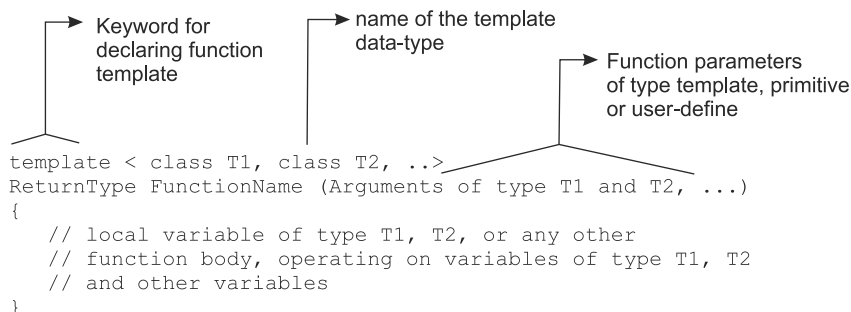 Keyword for
declaring function
template
name of the template
data-type
Function parameters
of type template, primitive
or user-define
template < class T1, class T2, ..>
ReturnType FunctionName (Arguments of type T1 and T2, ...)
{
// local variable of type T1, T2, or any other
// function body, operating on variables of type T1, T2
// and other variables
}